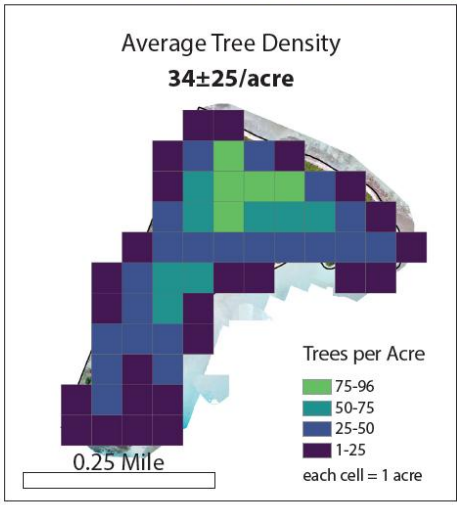 Average Tree Density
34±25/acre
Trees per Acre
75-96
50-75
25-50
1-25
0.25 Mile
each cell = 1 acre